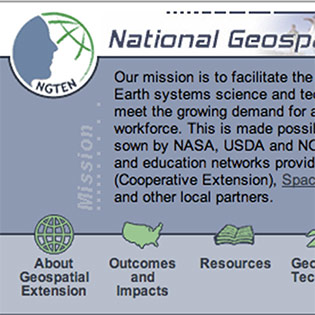 National Geospa
NGTEN
Mission
Our mission is to facilitate the
Earth systems science and tec
meet the growing demand for a
workforce. This is made possil
sown by NASA, USDA and NO
and education networks provid
(Cooperative Extension), Spac
and other local partners.
About
Geospatial
Extension
Outcomes
and
Impacts
Resources
Geo
Tec